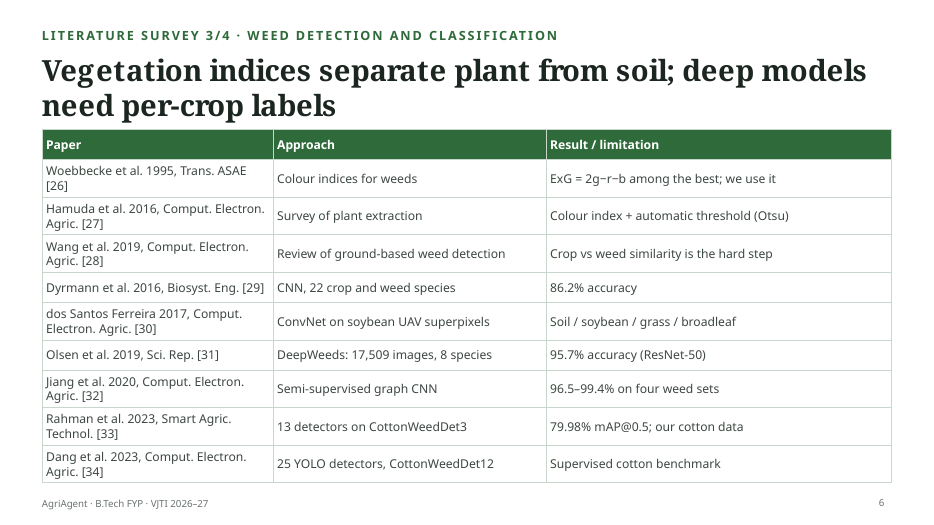 LITERATURE SURVEY 3/4 · WEED DETECTION AND CLASSIFICATION
Vegetation indices separate plant from soil; deep models
need per-crop labels
Paper Approach Result / limitation
Woebbecke et al. 1995, Trans. ASAE
[26]
Colour indices for weeds
ExG = 2g−r−b among the best; we use it
Hamuda et al. 2016, Comput. Electron.
Agric. [27]
Survey of plant extraction
Colour index + automatic threshold (Otsu)
Wang et al. 2019, Comput. Electron.
Agric. [28]
Review of ground-based weed detection
Crop vs weed similarity is the hard step
Dyrmann et al. 2016, Biosyst. Eng. [29]
CNN, 22 crop and weed species
86.2% accuracy
dos Santos Ferreira 2017, Comput.
Electron. Agric. [30]
ConvNet on soybean UAV superpixels
Soil / soybean / grass / broadleaf
Olsen et al. 2019, Sci. Rep. [31]
DeepWeeds: 17,509 images, 8 species
95.7% accuracy (ResNet-50)
Jiang et al. 2020, Comput. Electron.
Agric. [32]
Semi-supervised graph CNN
96.5–99.4% on four weed sets
Rahman et al. 2023, Smart Agric.
Technol. [33]
13 detectors on CottonWeedDet3
79.98% mAP@0.5; our cotton data
Dang et al. 2023, Comput. Electron.
Agric. [34]
25 YOLO detectors, CottonWeedDet12
Supervised cotton benchmark
AgriAgent · B.Tech FYP · VJTI 2026–27
6